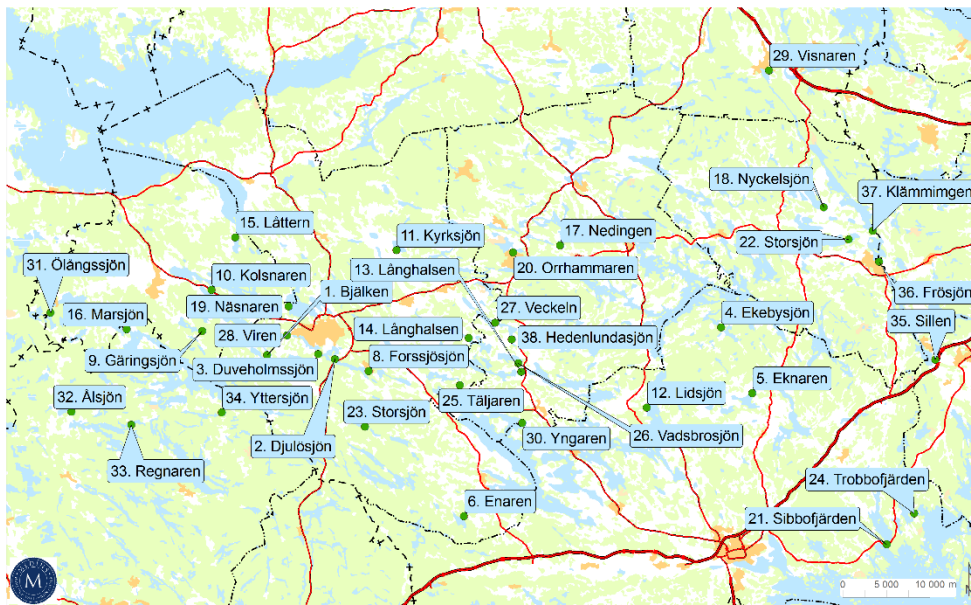 29. Visnaren
18. Nyckelsjön
37. Klämmimgen
15. Låttern
11. Kyrksjön
17. Nedingen
22. Storsjön
31. Ölångssjön
10. Kolsnaren
13. Långhalsen
20. Orrhammaren
1. Bjälken
36. Frösjön
19. Näsnaren
27. Veckeln
4. Ekebysjön
16. Marsjön
28. Viren
14. Långhalsen
38. Hedenlundasjön
35. Sillen
9. Gäringsjön
3. Duveholmssjön
8. Forssjösjön
5. Eknaren
32. Ålsjön
34. Yttersjön
23. Storsjön
25. Täljaren
12. Lidsjön
2. Djulösjön
30. Yngaren
26. Vadsbrosjön
33. Regnaren
24. Trobbofjärden
6. Enaren
21. Sibbofjärden
M
0 5 000 10 000 m